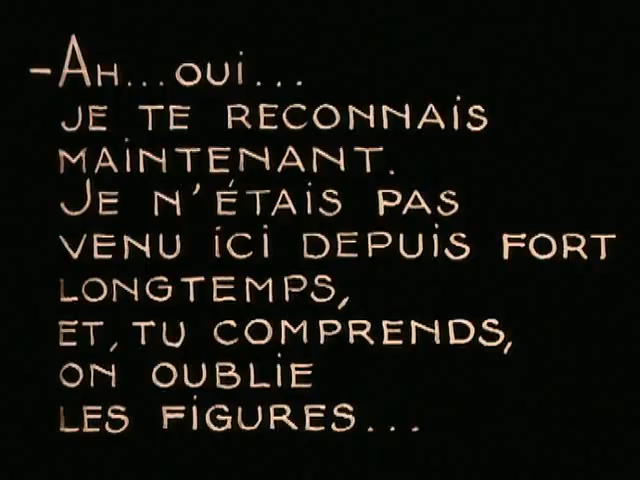 -Ah... oui...
JE TE RECONNAiS
MAiNTENANT.
JE N'ÉTAiS PAS
VENU iCi DEPUiS FORT
LONGTEMPS,
ET, TU COMPRENDS,
ON OUBLiE
LES FiGURES...